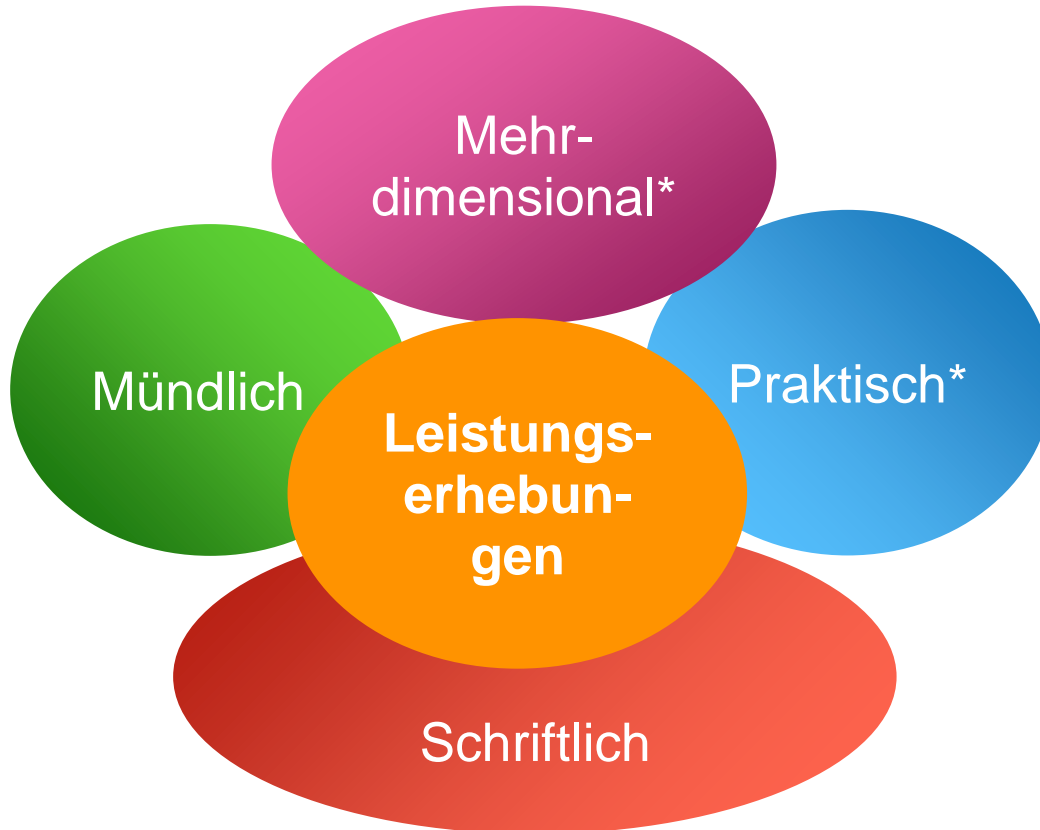 Mehr-
dimensional*
Mündlich
Praktisch*
Leistungs-
erhebun-
gen
Schriftlich